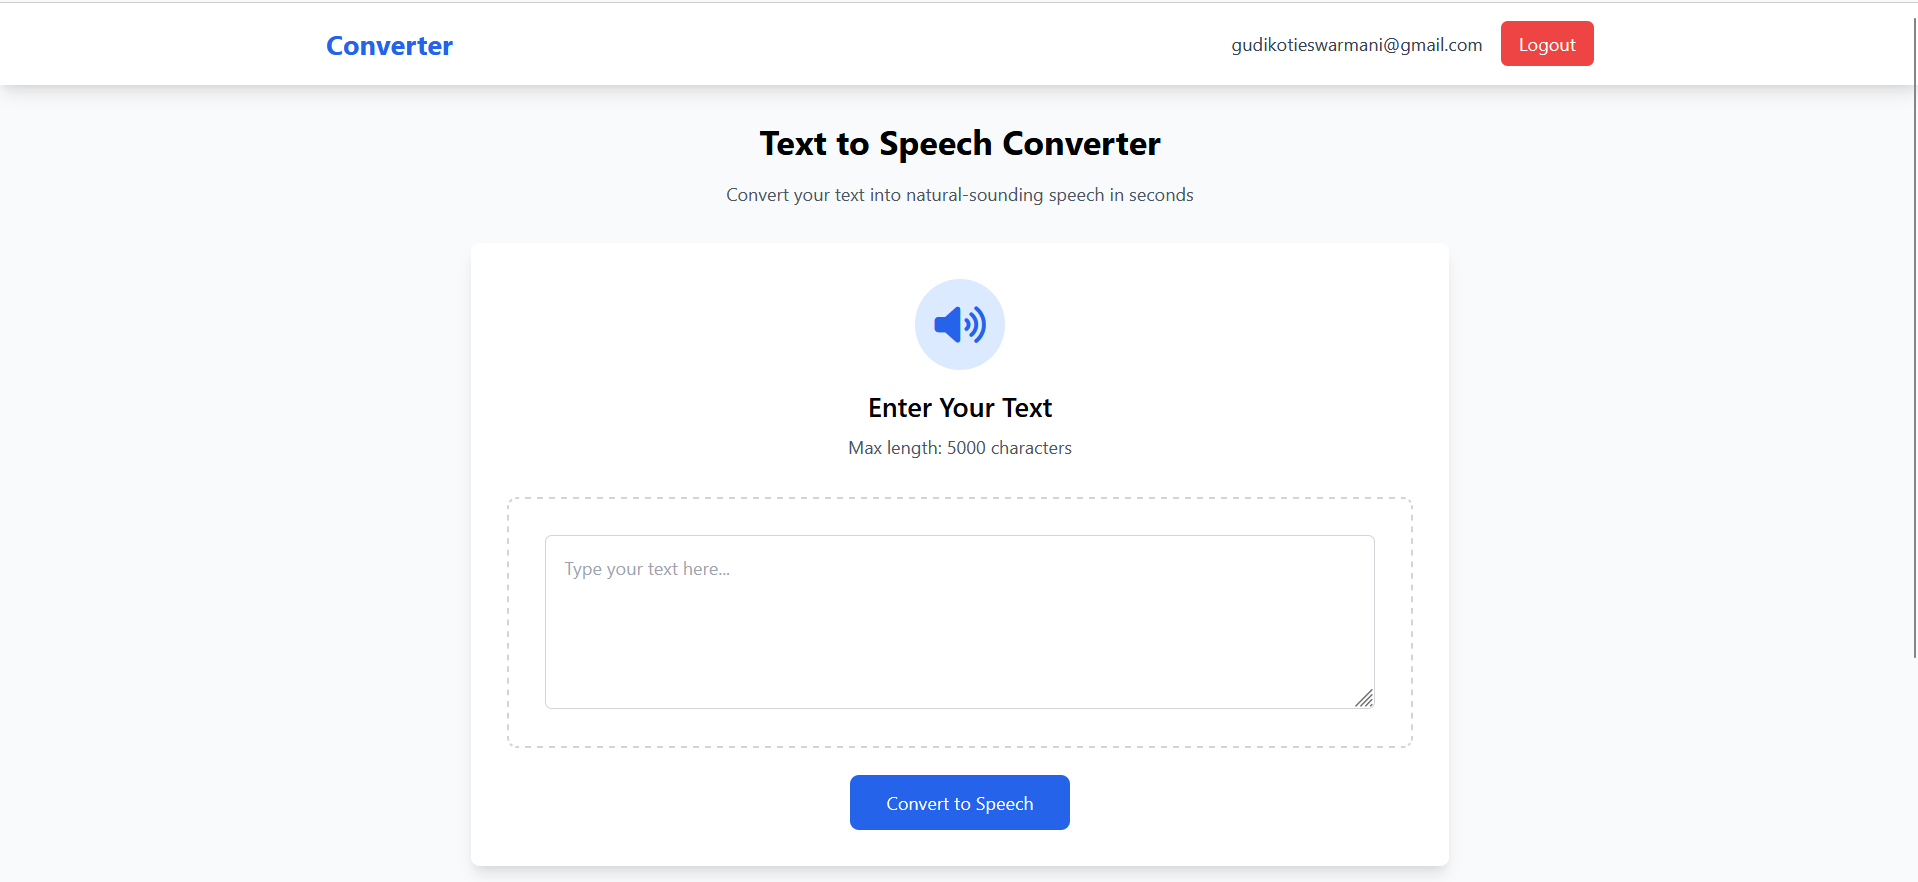 Converter
gudikotieswarmani@gmail.com
Logout
Text to Speech Converter
Convert your text into natural-sounding speech in seconds
Enter Your Text
Max length: 5000 characters
Type your text here...
Convert to Speech